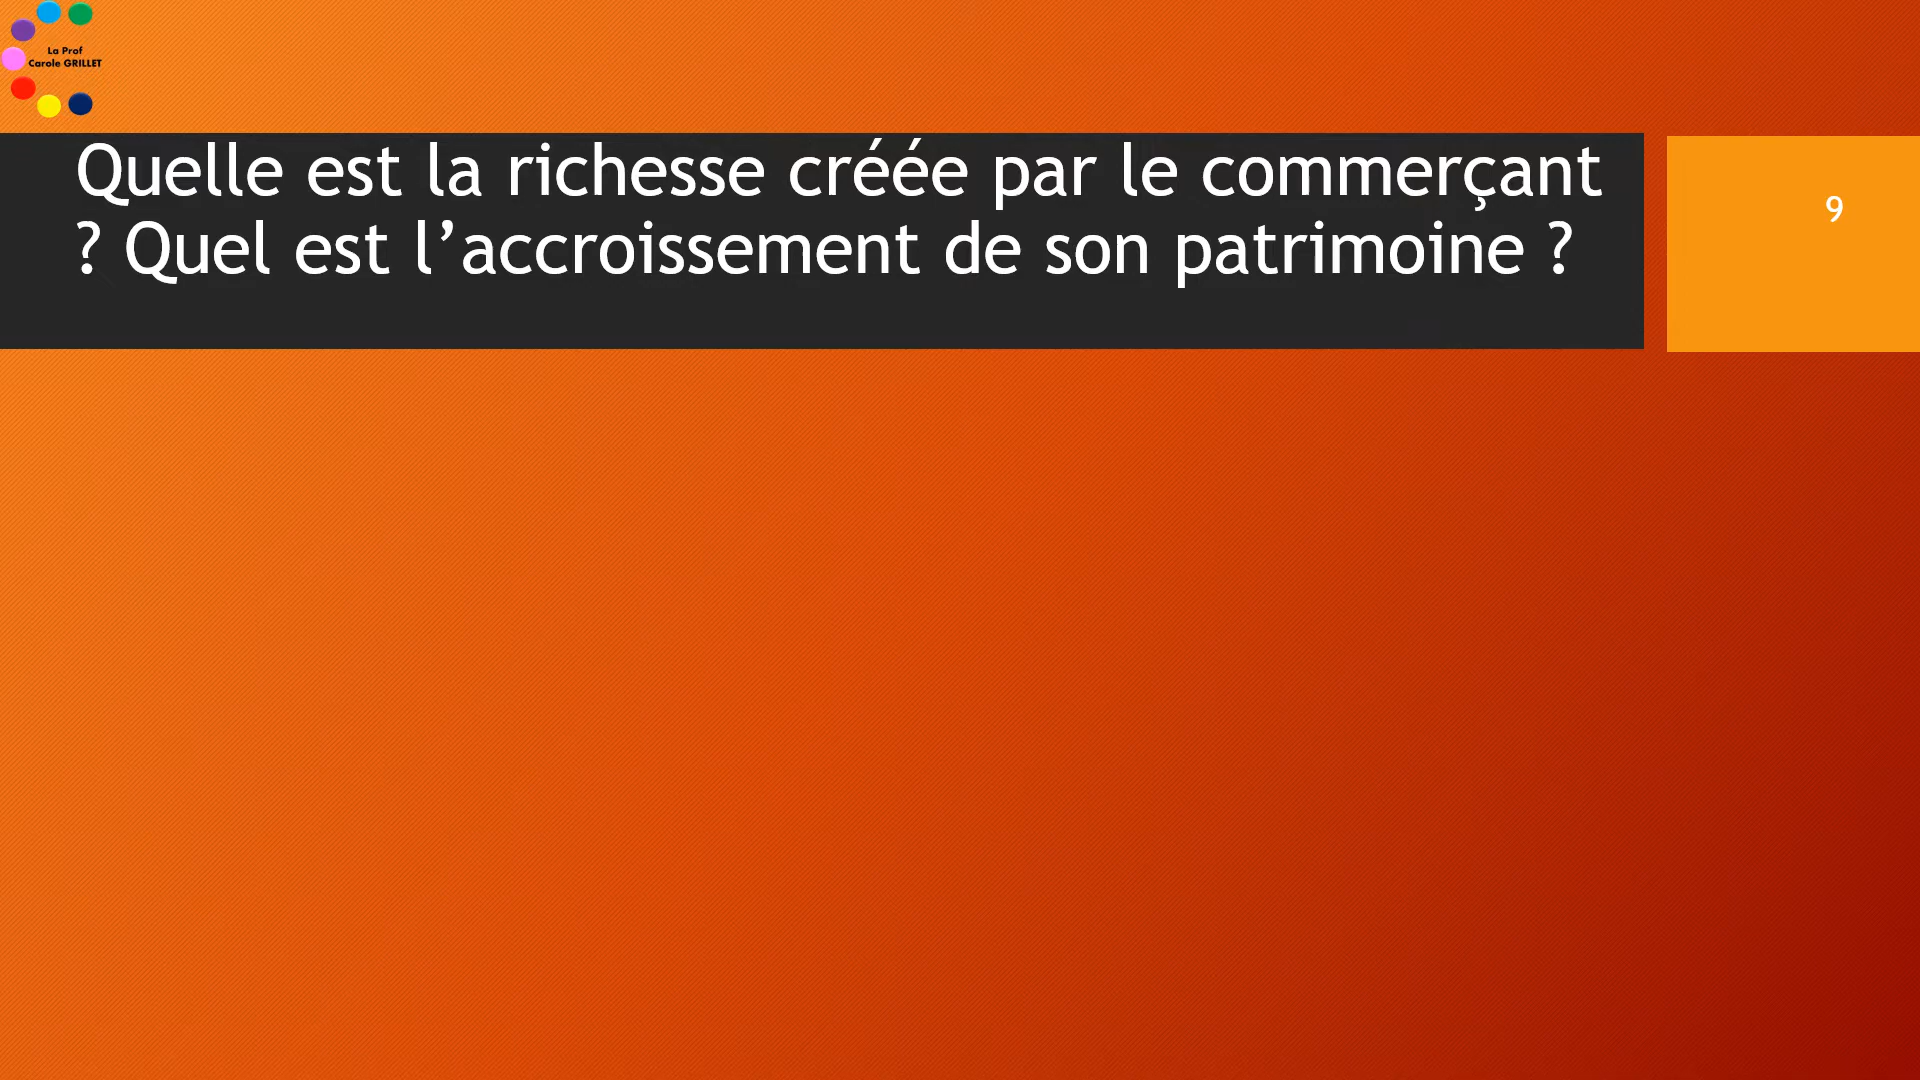 La Prof
Carole GRILLET
Quelle est la richesse créée par le commerçant
? Quel est l’accroissement de son patrimoine ?
9